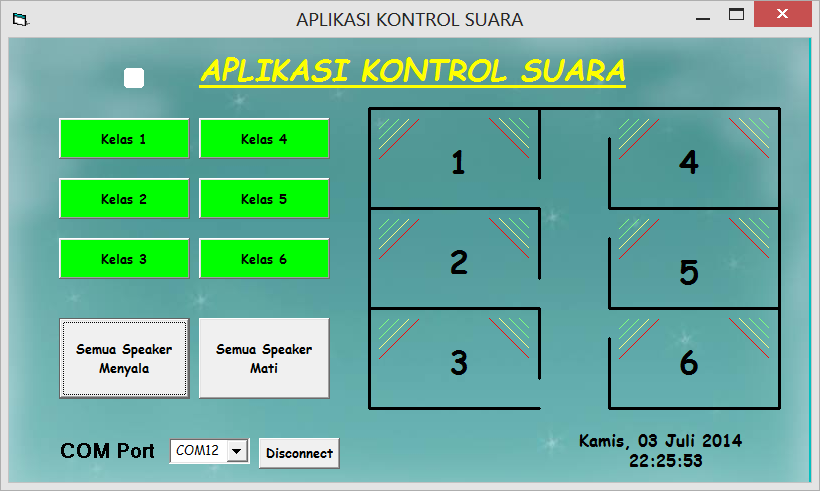 APLIKASI KONTROL SUARA
APLIKASI KONTROL SUARA
Kelas 1
Kelas 4
Kelas 2
Kelas 5
Kelas 3
Kelas 6
Semua Speaker
Menyala
Semua Speaker
Mati
COM Port
COM12
Disconnect
1
4
2
5
3
6
Kamis, 03 Juli 2014
22:25:53